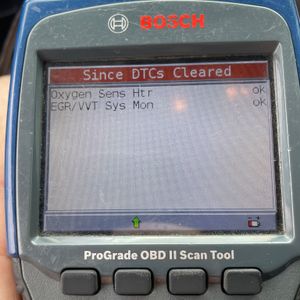 BOSCH
Since DTCs Cleared
Oxygen Sens Htr ok
EGR/VVT Sys Mon ok
ProGrade OBD II Scan Tool